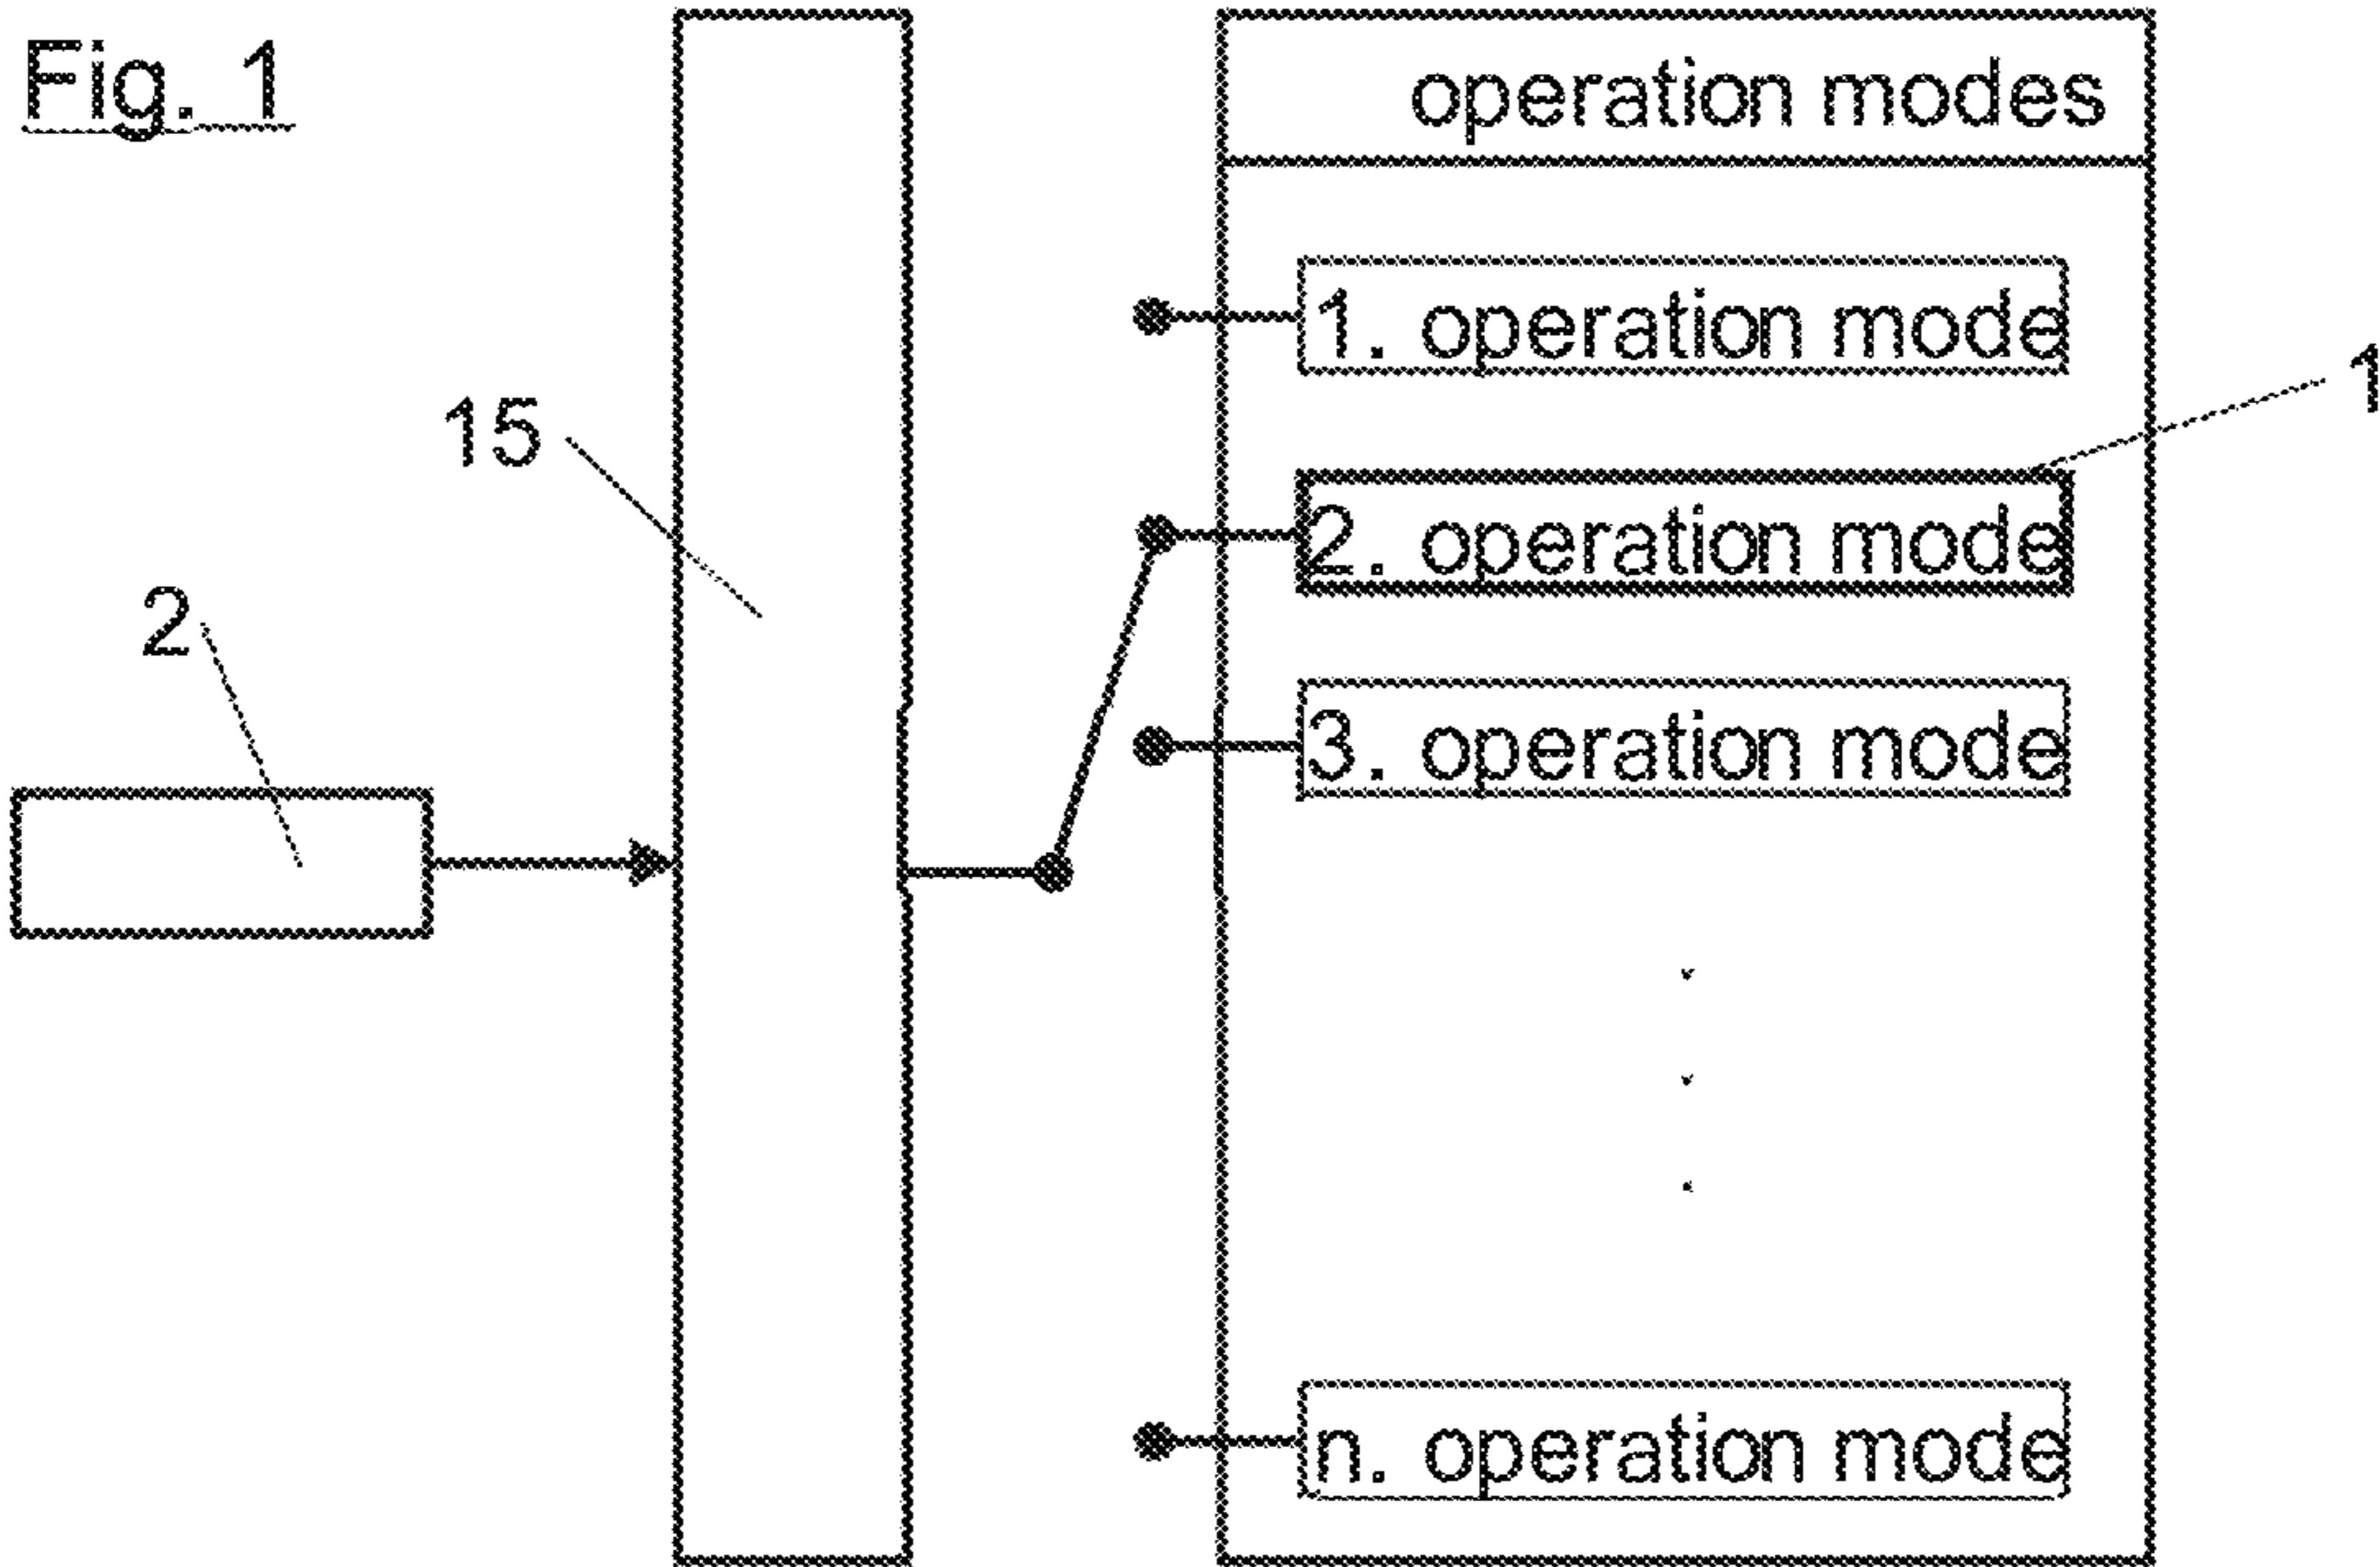 Fig. 1
operation modes
1. operation mode
1
15
2. operation mode
2
3. operation mode
n. operation mode